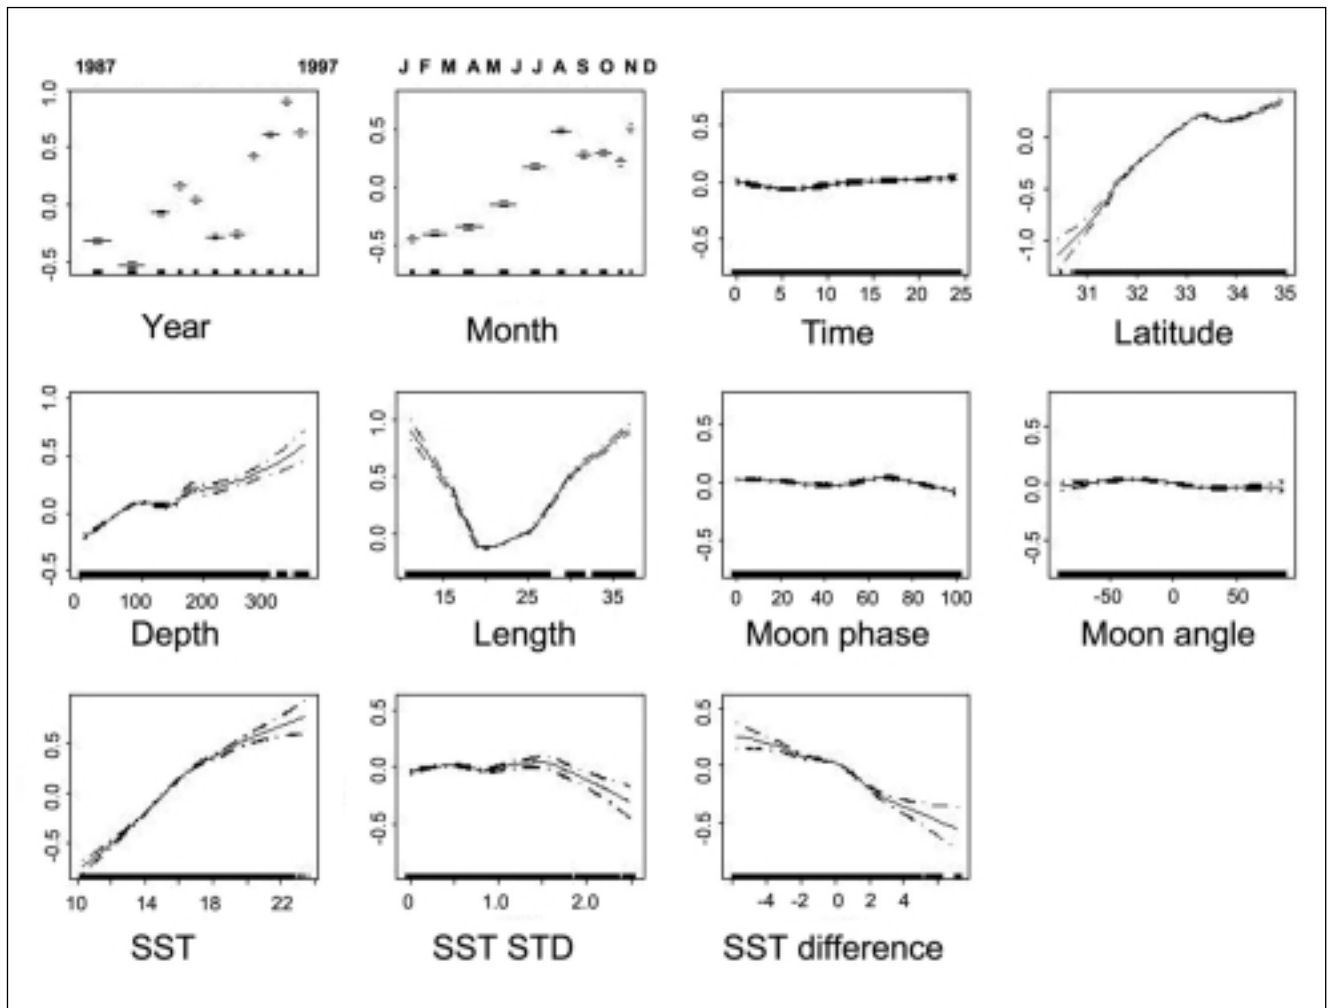 1987 1997 J F M A M J J A S O N D
1.0 0.5 0.0 -0.5
0.5 0.0 -0.5
0.5 0.0 -0.5
0.0 -0.5 -1.0
0 5 10 15 20 25 31 32 33 34 35
Year Month Time Latitude
1.0 0.5 0.0 -0.5
1.0 0.5 0.0
0.5 0.0 -0.5
0.5 0.0 -0.5
0 100 200 300 15 25 35 0 20 40 60 80 100 -50 0 50
Depth Length Moon phase Moon angle
0.5 0.0 -0.5
0.5 0.0 -0.5
0.5 0.0 -0.5
10 14 18 22 0 1.0 2.0 -4 -2 0 2 4
SST SST STD SST difference